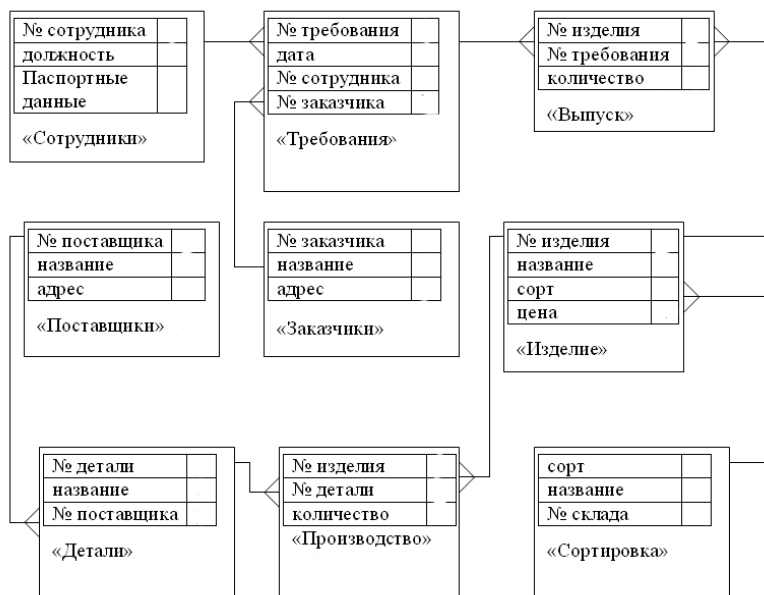 № сотрудника
должность
Паспортные
данные
«Сотрудники»
№ требования
дата
№ сотрудника
№ заказчика
«Требования»
№ изделия
№ требования
количество
«Выпуск»
№ поставщика
название
адрес
«Поставщики»
№ заказчика
название
адрес
«Заказчики»
№ изделия
название
сорт
цена
«Изделие»
№ детали
название
№ поставщика
«Детали»
№ изделия
№ детали
количество
«Производство»
сорт
название
№ склада
«Сортировка»